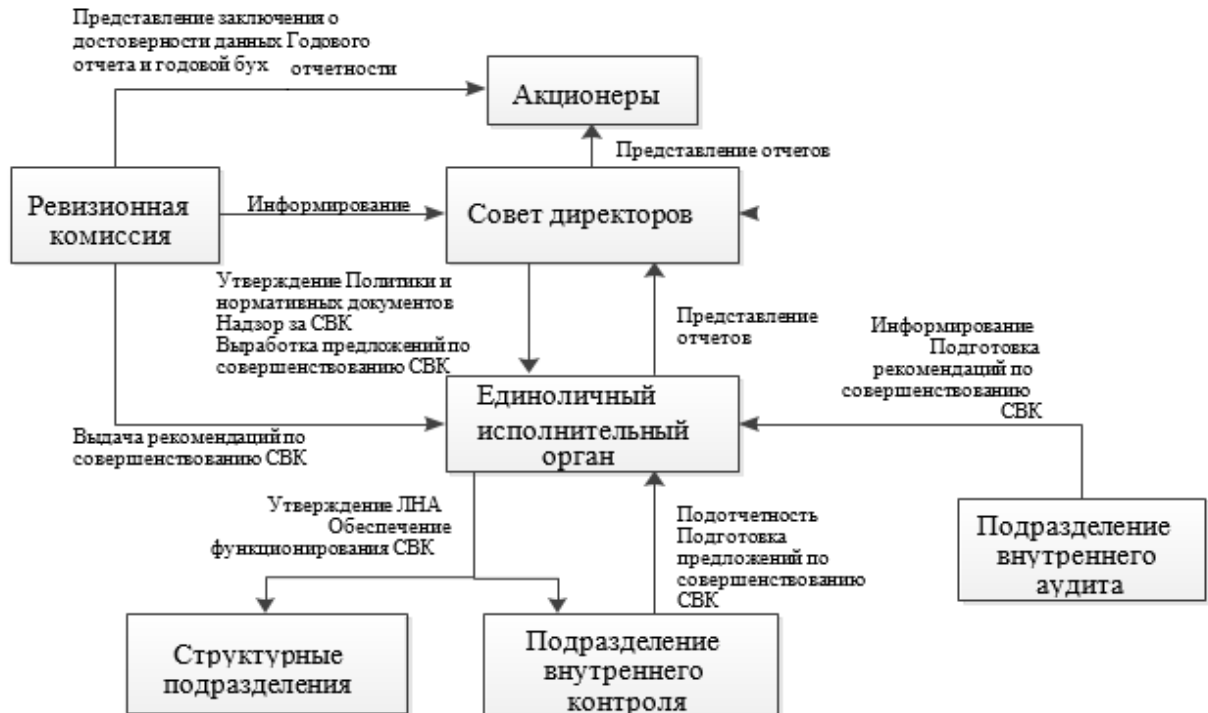 Представление заключения о
достоверности данных Годового
отчета и годовой бух отчетности
Акционеры
Представление отчетов
Ревизионная
комиссия
Информирование
Совет директоров
Утверждение Политики и
нормативных документов
Надзор за СВК
Выработка предложений по
совершенствованию СВК
Представление
отчетов
Информирование
Подготовка
рекомендаций по
совершенствованию
СВК
Единоличный
исполнительный
орган
Выдача рекомендаций по
совершенствованию СВК
Утверждение ЛНА
Обеспечение
функционирования СВК
Подотчетность
Подготовка
предложений по
совершенствованию
СВК
Подразделение
внутреннего
аудита
Структурные
подразделения
Подразделение
внутреннего
контроля